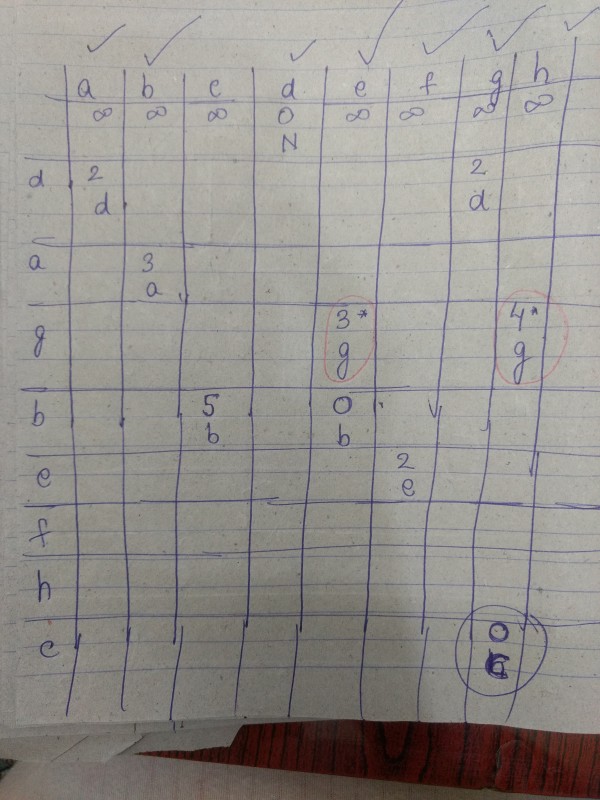 a b c d e f g h
∞ ∞ ∞ 0 ∞ ∞ ∞ ∞
N
d 2 2
d d
a 3
a
g 3* 4*
g g
b 5 0
b b
e 2
e
f
h
c 0